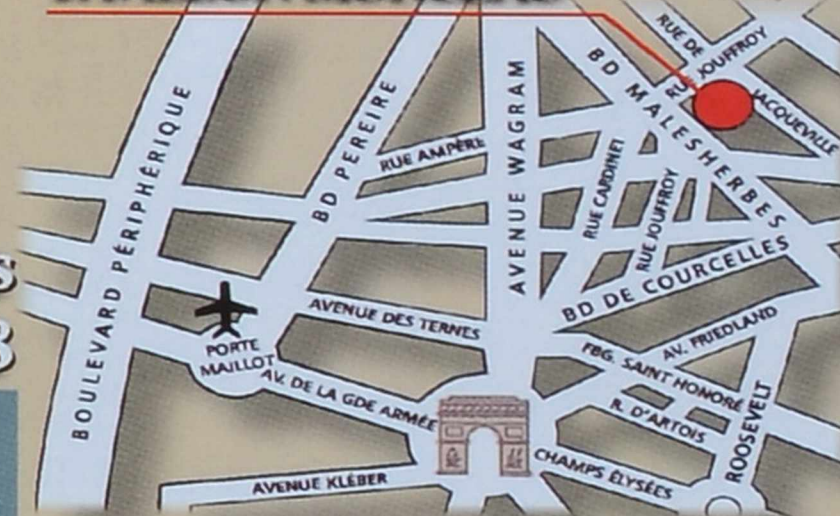 RUE DE
RUE JOUFFROY
JACQUEVILLE
BD MALESHERBES
BOULEVARD PÉRIPHÉRIQUE
BD PEREIRE
RUE AMPÈRE
AVENUE WAGRAM
RUE CARDINET
RUE JOUFFROY
BD DE COURCELLES
AVENUE DES TERNES
PORTE
MAILLOT
AV. DE LA GDE ARMÉE
FBG. SAINT HONORÉ
AV. FRIEDLAND
R. D'ARTOIS
ROOSEVELT
CHAMPS ÉLYSÉES
AVENUE KLÉBER